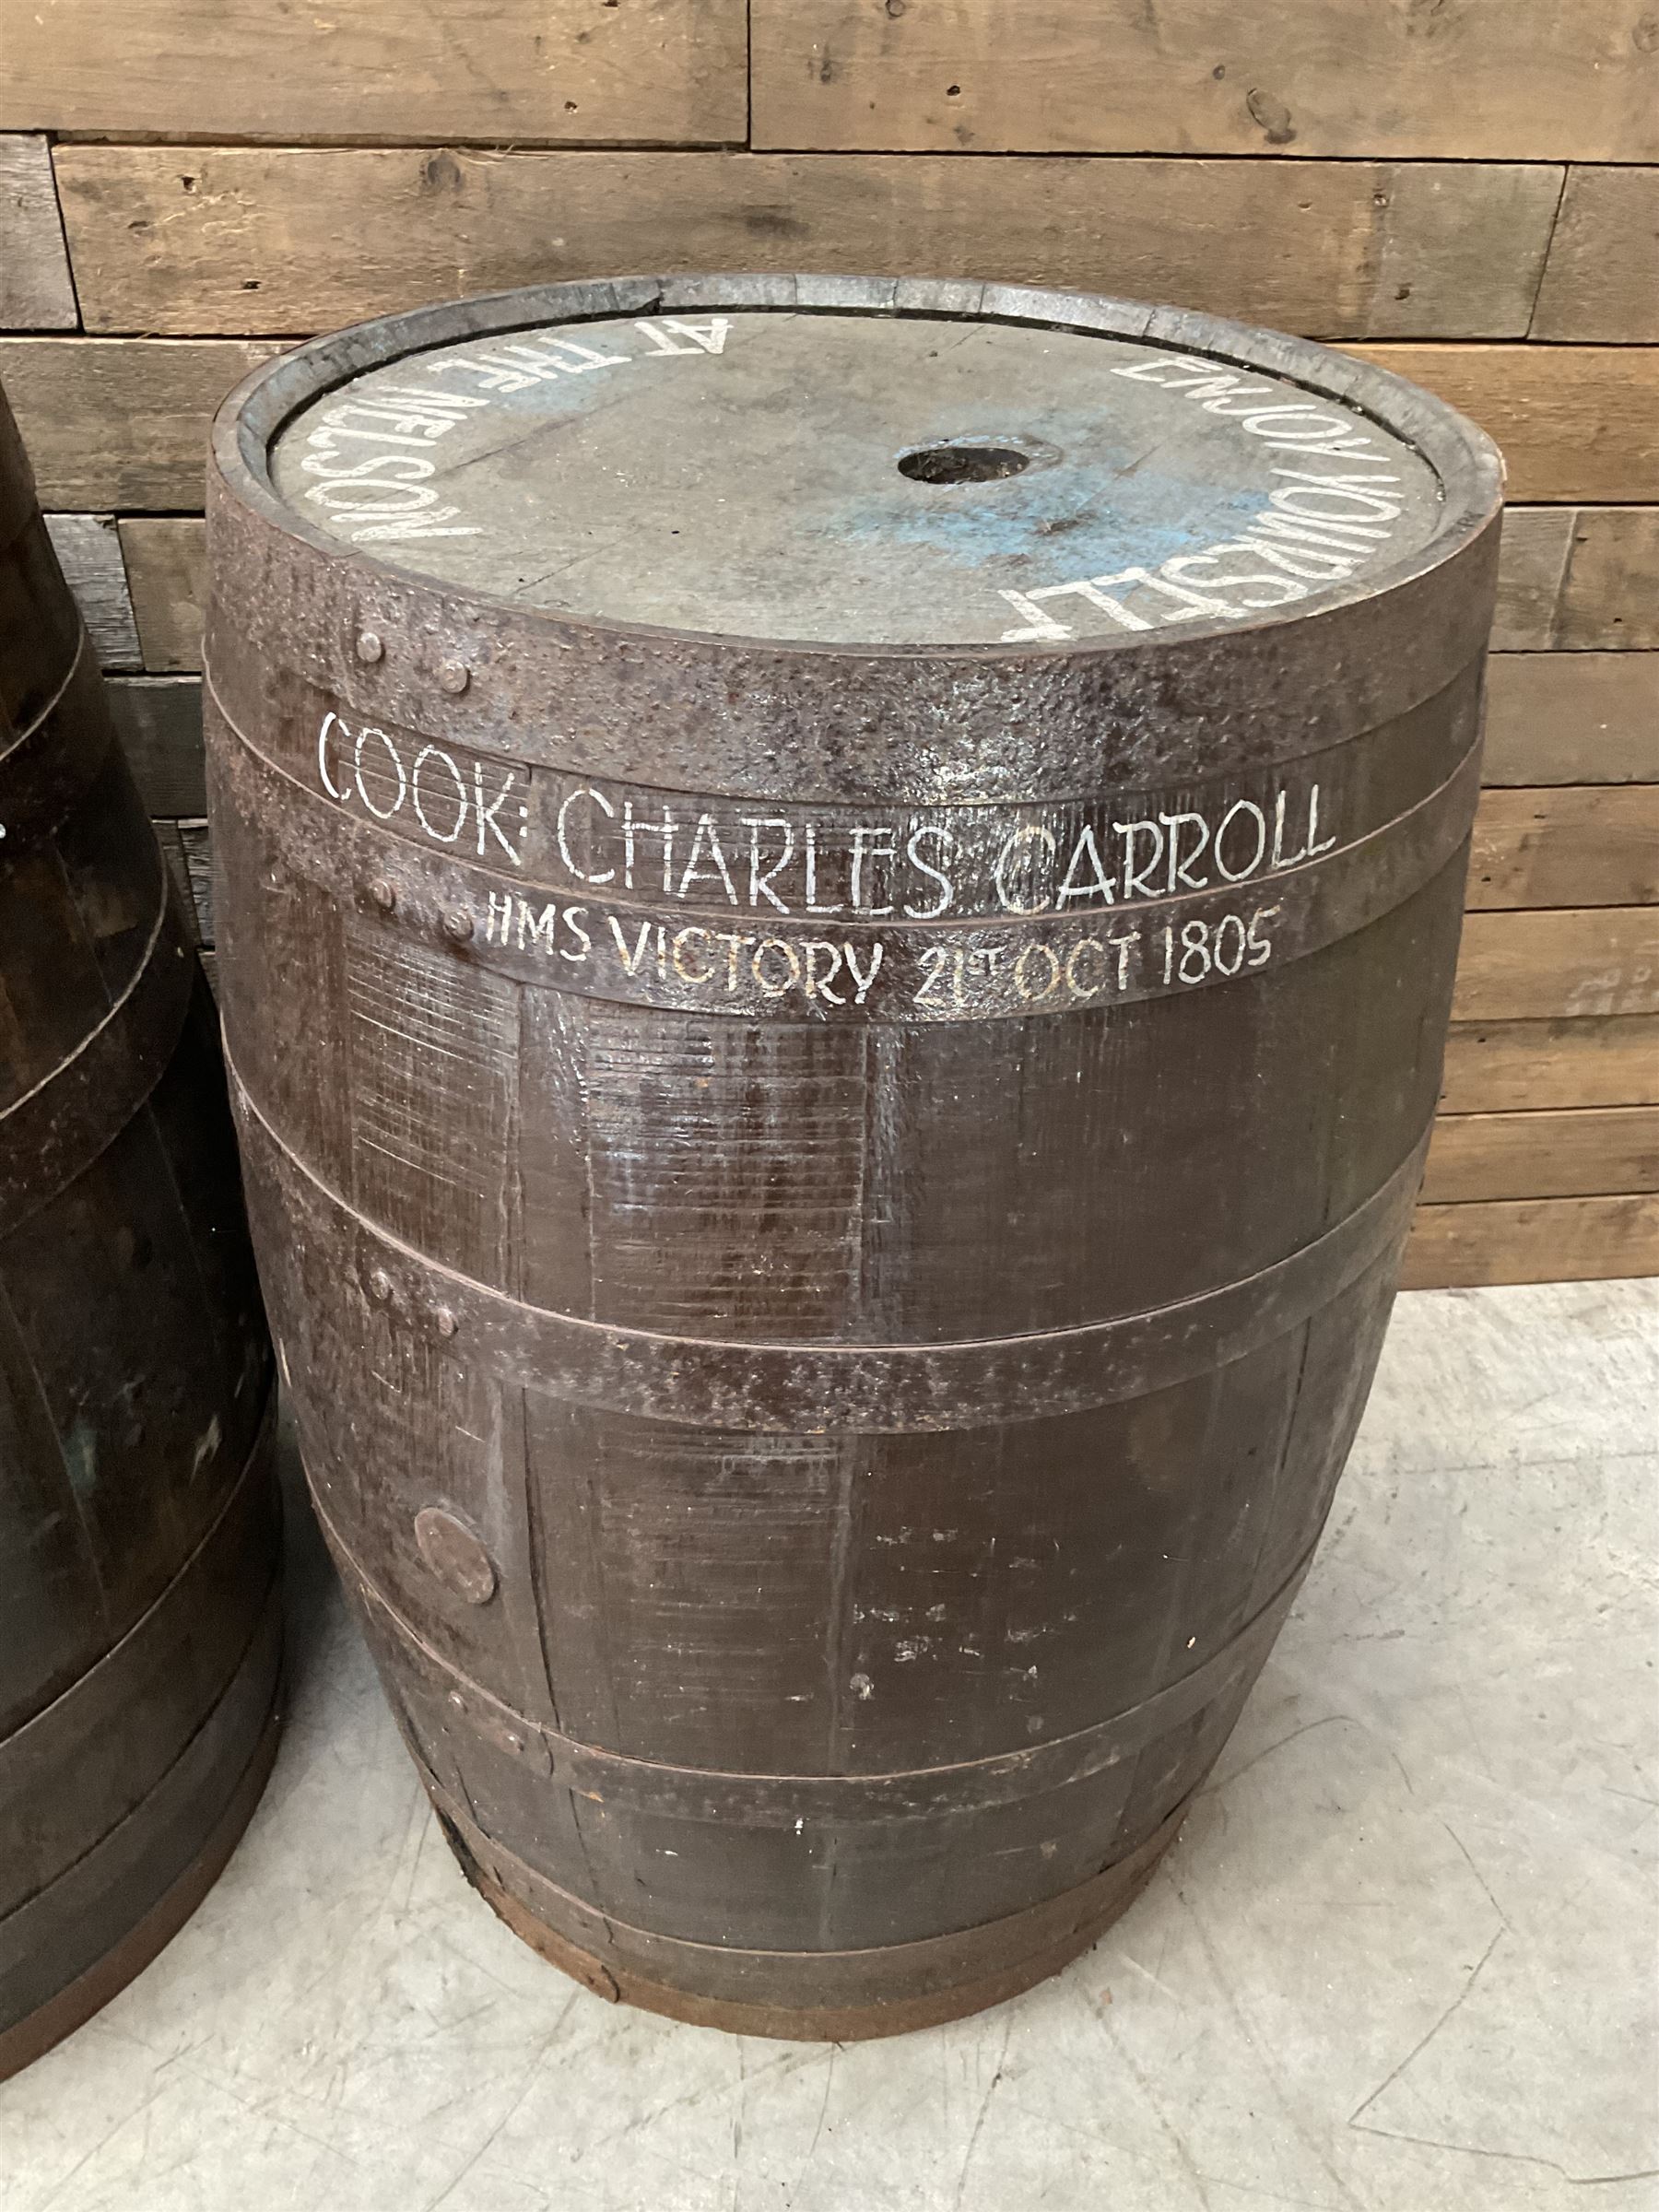 ENJOY YOURSELF
AT THE NELSON
COOK: CHARLES CARROLL
HMS VICTORY 21ST OCT 1805